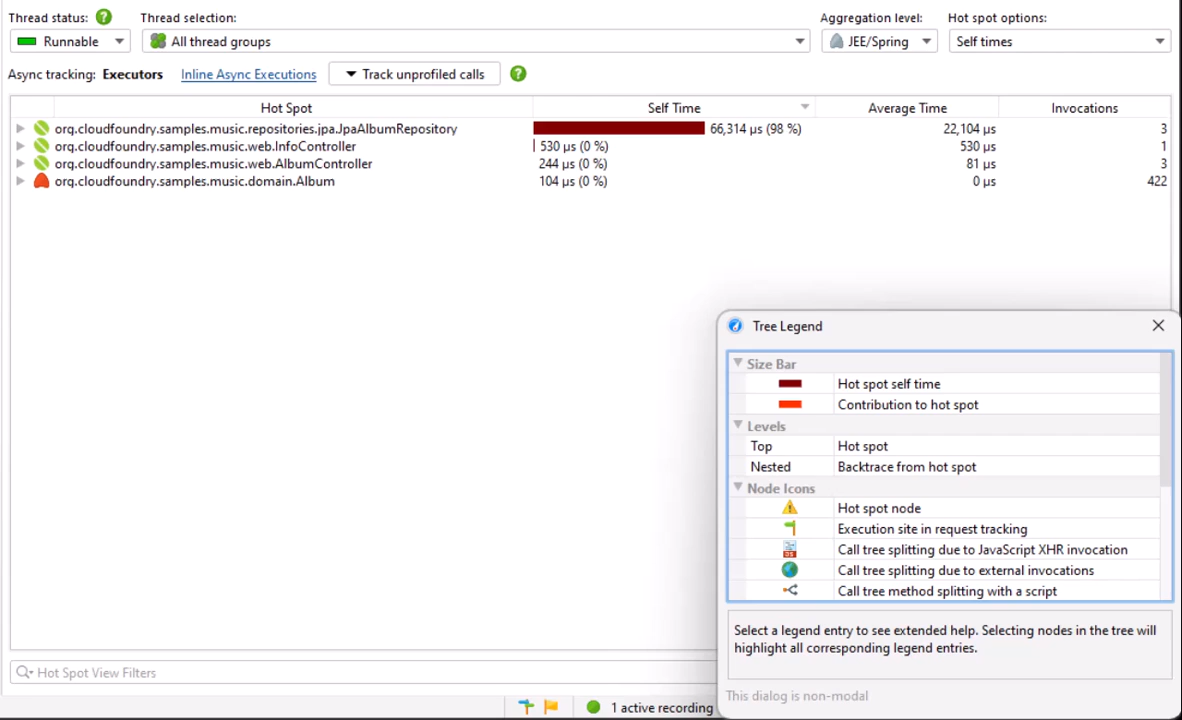 Thread status: Thread selection: Aggregation level: Hot spot options:
Runnable All thread groups JEE/Spring Self times
Async tracking: Executors Inline Async Executions Track unprofiled calls
Hot Spot Self Time Average Time Invocations
org.cloudfoundry.samples.music.repositories.jpa.JpaAlbumRepository 66,314 μs (98 %) 22,104 μs 3
org.cloudfoundry.samples.music.web.InfoController 530 μs (0 %) 530 μs 1
org.cloudfoundry.samples.music.web.AlbumController 244 μs (0 %) 81 μs 3
org.cloudfoundry.samples.music.domain.Album 104 μs (0 %) 0 μs 422
Tree Legend
Size Bar
Hot spot self time
Contribution to hot spot
Levels
Top Hot spot
Nested Backtrace from hot spot
Node Icons
Hot spot node
Execution site in request tracking
Call tree splitting due to JavaScript XHR invocation
Call tree splitting due to external invocations
Call tree method splitting with a script
Select a legend entry to see extended help. Selecting nodes in the tree will
highlight all corresponding legend entries.
This dialog is non-modal
Hot Spot View Filters
1 active recording